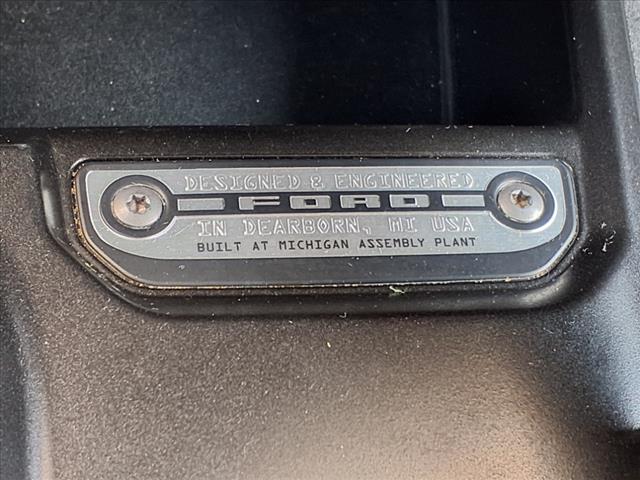 DESIGNED & ENGINEERED
FORD
IN DEARBORN, MI USA
BUILT AT MICHIGAN ASSEMBLY PLANT